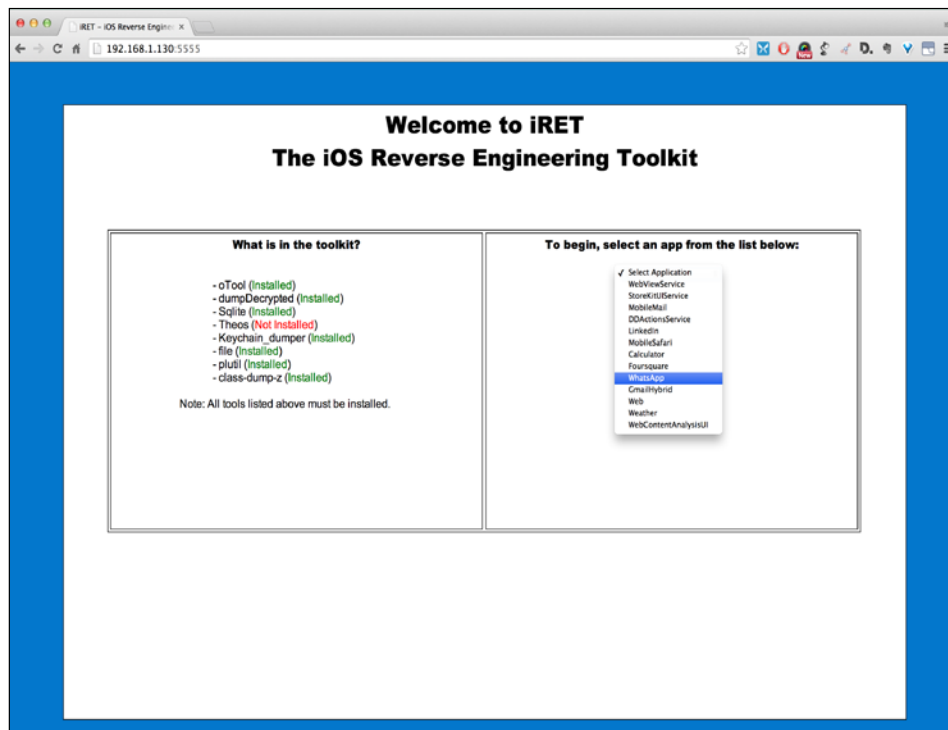 iRET - iOS Reverse Engine
192.168.1.130:5555
New
Welcome to iRET
The iOS Reverse Engineering Toolkit
What is in the toolkit?
- oTool (Installed)
- dumpDecrypted (Installed)
- Sqlite (Installed)
- Theos (Not Installed)
- Keychain_dumper (Installed)
- file (Installed)
- plutil (Installed)
- class-dump-z (Installed)
Note: All tools listed above must be installed.
To begin, select an app from the list below:
✓ Select Application
WebViewService
StoreKitUIService
MobileMail
DDActionsService
LinkedIn
MobileSafari
Calculator
Foursquare
WhatsApp
GmailHybrid
Web
Weather
WebContentAnalysisUI